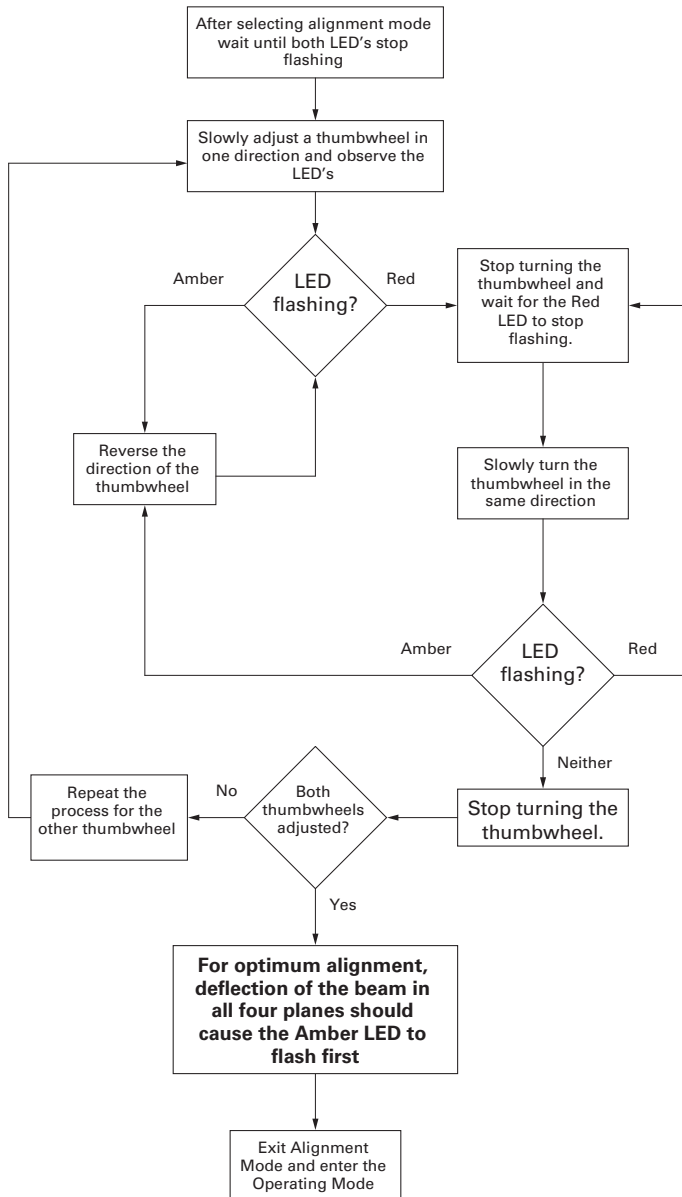 After selecting alignment mode
wait until both LED's stop
flashing
Slowly adjust a thumbwheel in
one direction and observe the
LED's
Amber
LED
flashing?
Red
Stop turning the
thumbwheel and
wait for the Red
LED to stop
flashing.
Reverse the
direction of the
thumbwheel
Slowly turn the
thumbwheel in the
same direction
Amber
LED
flashing?
Red
Neither
Repeat the
process for the
other thumbwheel
No
Both
thumbwheels
adjusted?
Stop turning the
thumbwheel.
Yes
For optimum alignment,
deflection of the beam in
all four planes should
cause the Amber LED to
flash first
Exit Alignment
Mode and enter the
Operating Mode